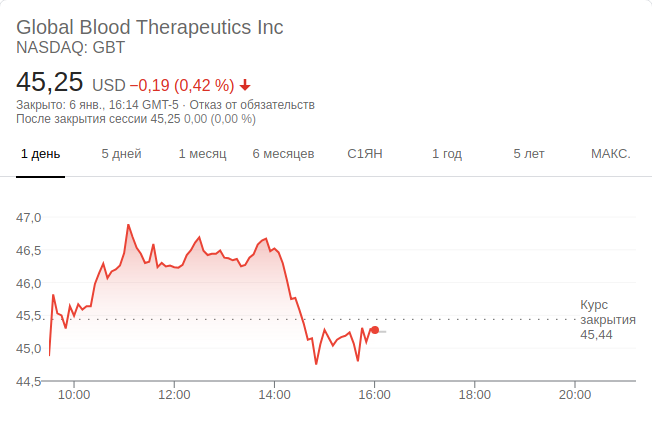 Global Blood Therapeutics Inc
NASDAQ: GBT
45,25 USD −0,19 (0,42 %)
Закрыто: 6 янв., 16:14 GMT-5 · Отказ от обязательств
После закрытия сессии 45,25 0,00 (0,00 %)
1 день 5 дней 1 месяц 6 месяцев С1ЯН 1 год 5 лет МАКС.
47,0
46,5
46,0
45,5
45,0
44,5
Курс
закрытия
45,44
10:00 12:00 14:00 16:00 18:00 20:00